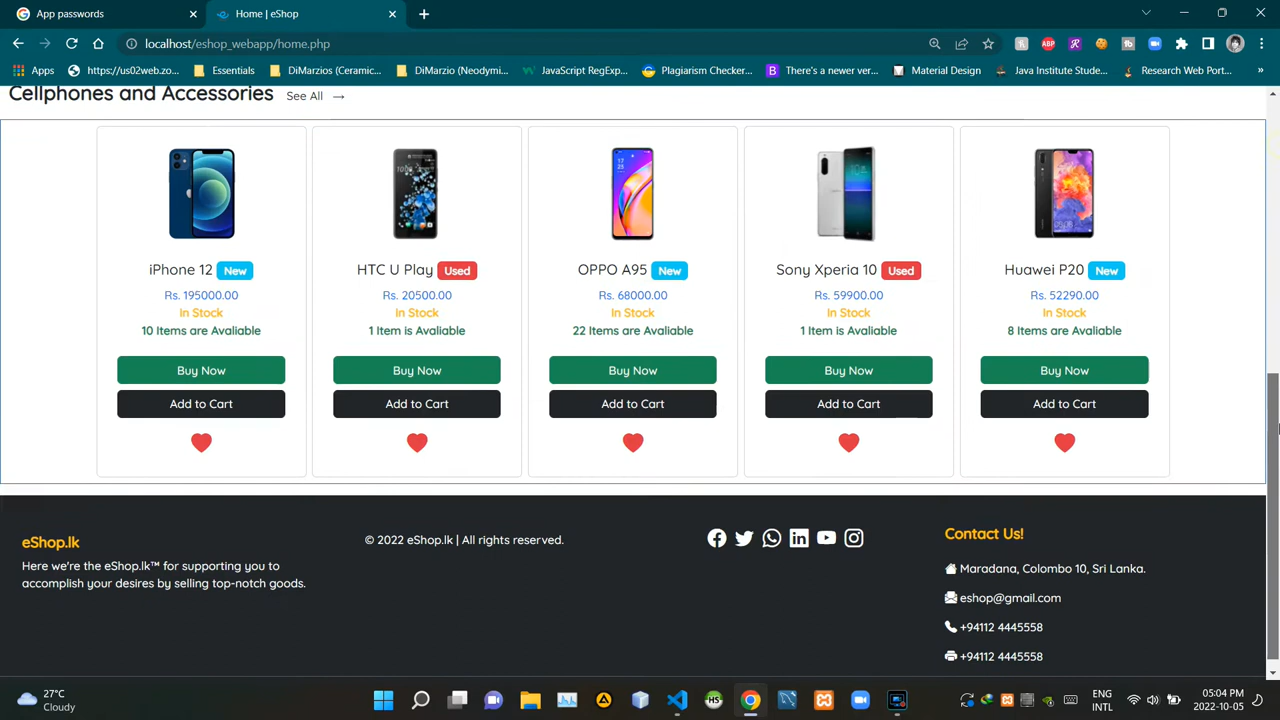 App passwords
Home | eShop
localhost/eshop_webapp/home.php
Apps
https://us02web.zo...
Essentials
DiMarzios (Ceramic...
DiMarzio (Neodymi...
JavaScript RegExp...
Plagiarism Checker...
There's a newer ver...
Material Design
Java Institute Stude...
Research Web Port...
»
Cellphones and Accessories
See All →
iPhone 12 New
Rs. 195000.00
In Stock
10 Items are Avaliable
Buy Now
Add to Cart
HTC U Play Used
Rs. 20500.00
In Stock
1 Item is Avaliable
Buy Now
Add to Cart
OPPO A95 New
Rs. 68000.00
In Stock
22 Items are Avaliable
Buy Now
Add to Cart
Sony Xperia 10 Used
Rs. 59900.00
In Stock
1 Item is Avaliable
Buy Now
Add to Cart
Huawei P20 New
Rs. 52290.00
In Stock
8 Items are Avaliable
Buy Now
Add to Cart
eShop.lk
Here we're the eShop.lk™ for supporting you to
accomplish your desires by selling top-notch goods.
© 2022 eShop.lk | All rights reserved.
Contact Us!
Maradana, Colombo 10, Sri Lanka.
eshop@gmail.com
+94112 4445558
+94112 4445558
27°C
Cloudy
ENG
INTL
05:04 PM
2022-10-05